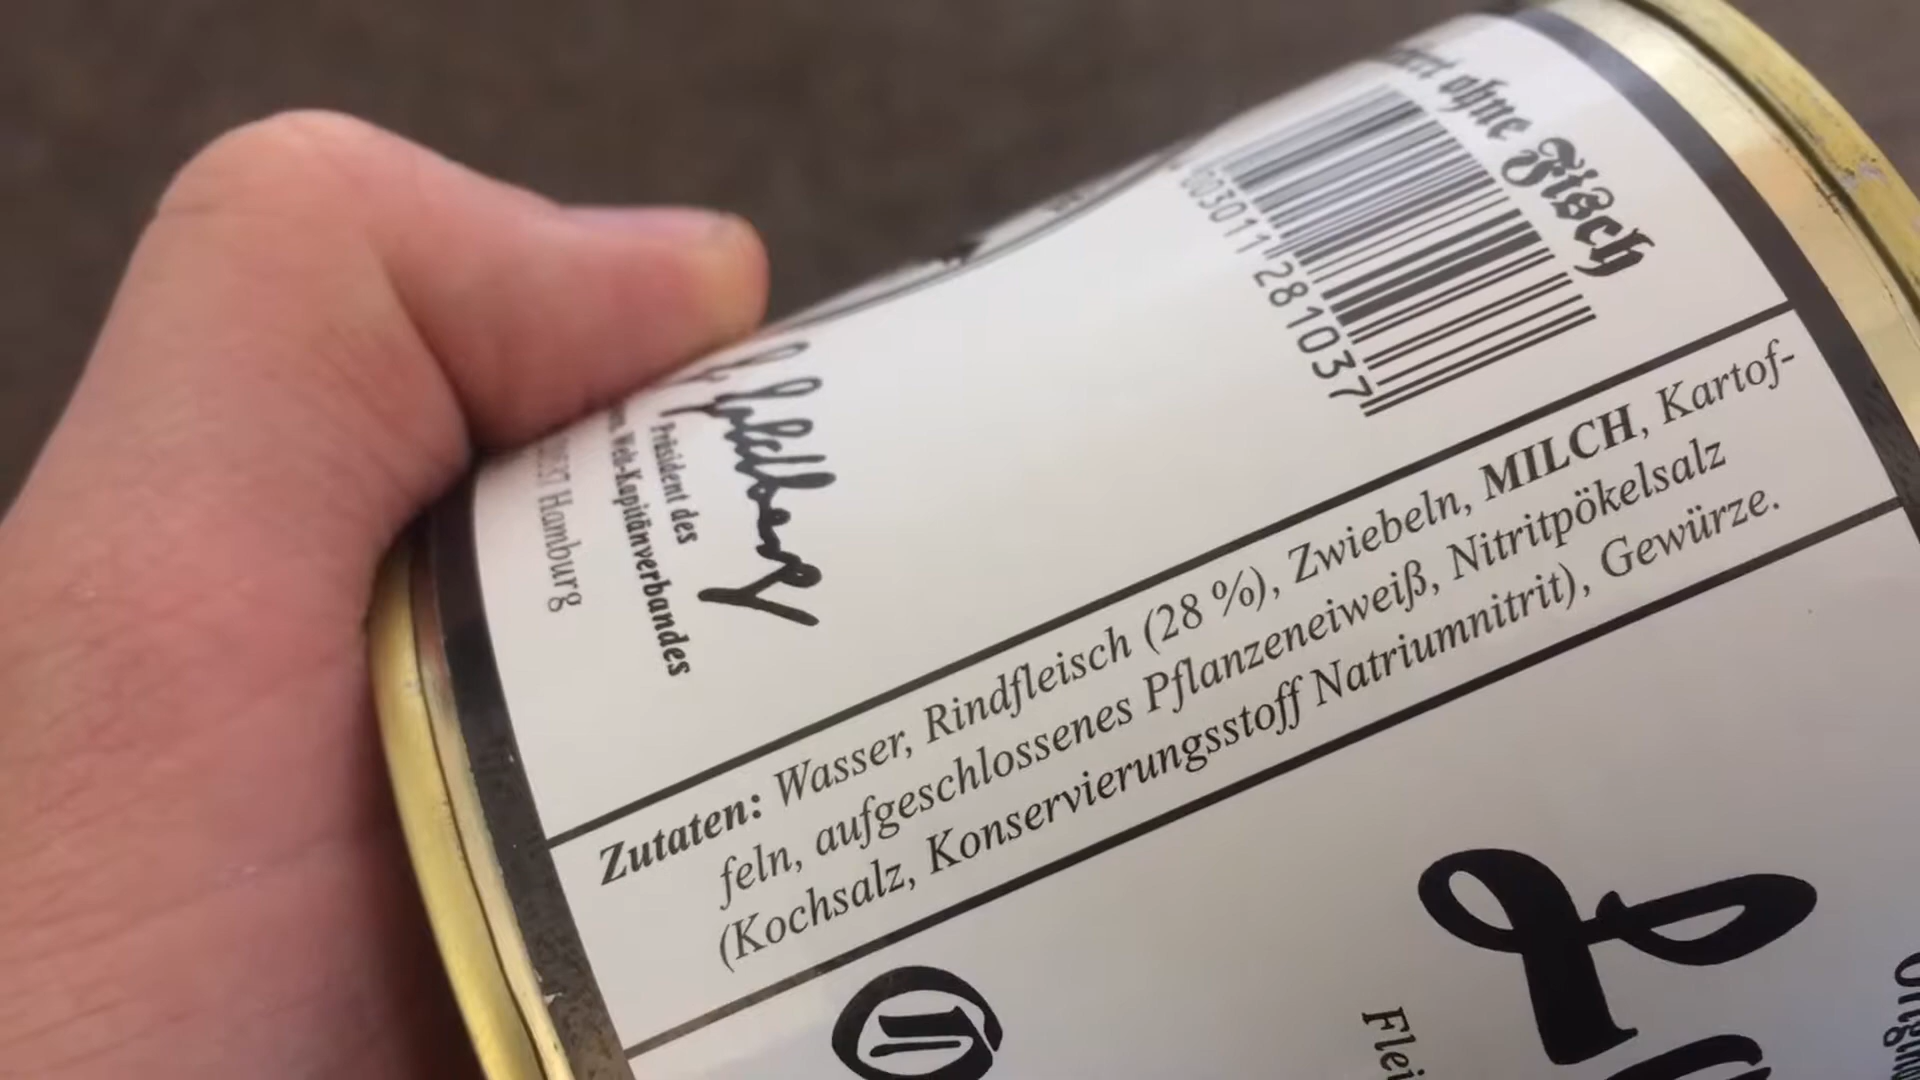 ohne Fisch
003011281037
Präsident des
Welt-Kapitänverbandes
Hamburg
Zutaten: Wasser, Rindfleisch (28 %), Zwiebeln, MILCH, Kartof-
feln, aufgeschlossenes Pflanzeneiweiß, Nitritpökelsalz
(Kochsalz, Konservierungsstoff Natriumnitrit), Gewürze.